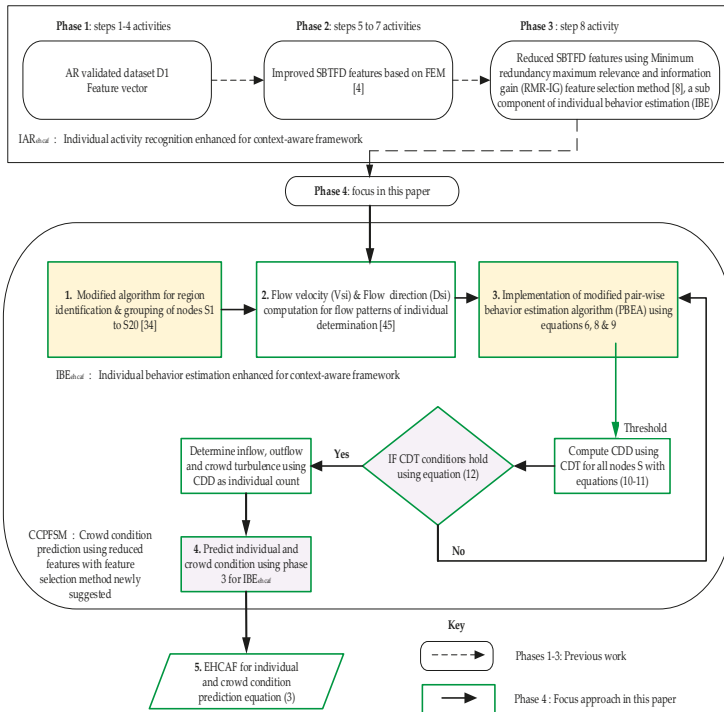 Phase 1: steps 1-4 activities
Phase 2: steps 5 to 7 activities
Phase 3 : step 8 activity
AR validated dataset D1
Feature vector
Improved SBTFD features based on FEM
[4]
Reduced SBTFD features using Minimum
redundancy maximum relevance and information
gain (RMR-IG) feature selection method [8], a sub
component of individual behavior estimation (IBE)
IARehcaf : Individual activity recognition enhanced for context-aware framework
Phase 4: focus in this paper
1. Modified algorithm for region
identification & grouping of nodes S1
to S20 [34]
2. Flow velocity (Vsi) & Flow direction (Dsi)
computation for flow patterns of individual
determination [45]
3. Implementation of modified pair-wise
behavior estimation algorithm (PBEA) using
equations 6, 8 & 9
IBEehcaf : Individual behavior estimation enhanced for context-aware framework
Threshold
Determine inflow, outflow
and crowd turbulence using
CDD as individual count
Yes
IF CDT conditions hold
using equation
(12)
Compute CDD using
CDT for all nodes S with
equations (10-11)
No
CCPFSM : Crowd condition
prediction using reduced
features with feature
selection method newly
suggested
4. Predict individual and
crowd condition using phase
3 for IBEehcaf
5. EHCAF for individual
and crowd condition
prediction equation (3)
Key
Phases 1-3: Previous work
Phase 4 : Focus approach in this paper